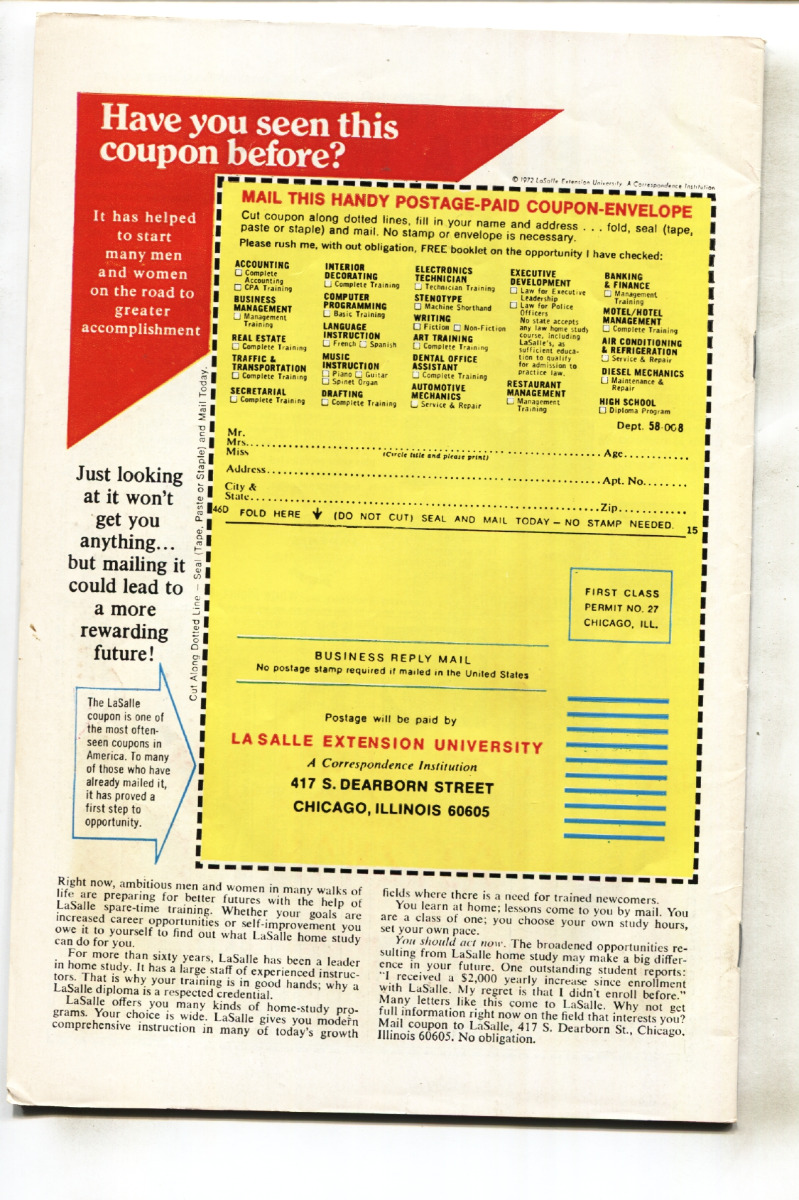 Have you seen this
coupon before?
It has helped
to start
many men
and women
on the road to
greater
accomplishment
Just looking
at it won't
get you
anything...
but mailing it
could lead to
a more
rewarding
future!
The LaSalle
coupon is one of
the most often-
seen coupons in
America. To many
of those who have
already mailed it,
it has proved a
first step to
opportunity.
© 1972 LaSalle Extension University A Correspondence Institution
Cut Along Dotted Line – Seal (Tape, Paste or Staple) and Mail Today.
MAIL THIS HANDY POSTAGE-PAID COUPON-ENVELOPE
Cut coupon along dotted lines, fill in your name and address . . . fold, seal (tape,
paste or staple) and mail. No stamp or envelope is necessary.
Please rush me, with out obligation, FREE booklet on the opportunity I have checked:
ACCOUNTING
☐ Complete
Accounting
☐ CPA Training
BUSINESS
MANAGEMENT
☐ Management
Training
REAL ESTATE
☐ Complete Training
TRAFFIC &
TRANSPORTATION
☐ Complete Training
SECRETARIAL
☐ Complete Training
INTERIOR
DECORATING
☐ Complete Training
COMPUTER
PROGRAMMING
☐ Basic Training
LANGUAGE
INSTRUCTION
☐ French ☐ Spanish
MUSIC
INSTRUCTION
☐ Piano ☐ Guitar
☐ Spinet Organ
DRAFTING
☐ Complete Training
ELECTRONICS
TECHNICIAN
☐ Technician Training
STENOTYPE
☐ Machine Shorthand
WRITING
☐ Fiction ☐ Non-Fiction
ART TRAINING
☐ Complete Training
DENTAL OFFICE
ASSISTANT
☐ Complete Training
AUTOMOTIVE
MECHANICS
☐ Service & Repair
EXECUTIVE
DEVELOPMENT
☐ Law for Executive
Leadership
☐ Law for Police
Officers
No state accepts
any law home study
course, including
LaSalle's, as
sufficient educa-
tion to qualify
for admission to
practice law.
RESTAURANT
MANAGEMENT
☐ Management
Training
BANKING
& FINANCE
☐ Management
Training
MOTEL/HOTEL
MANAGEMENT
☐ Complete Training
AIR CONDITIONING
& REFRIGERATION
☐ Service & Repair
DIESEL MECHANICS
☐ Maintenance &
Repair
HIGH SCHOOL
☐ Diploma Program
Dept. 58-068
Mr.
Mrs. Age
Miss (Circle title and please print)
Address Apt. No.
City &
State Zip
46D FOLD HERE ↓ (DO NOT CUT) SEAL AND MAIL TODAY – NO STAMP NEEDED. 15
FIRST CLASS
PERMIT NO. 27
CHICAGO, ILL.
BUSINESS REPLY MAIL
No postage stamp required if mailed in the United States
Postage will be paid by
LA SALLE EXTENSION UNIVERSITY
A Correspondence Institution
417 S. DEARBORN STREET
CHICAGO, ILLINOIS 60605
Right now, ambitious men and women in many walks of
life are preparing for better futures with the help of
LaSalle spare-time training. Whether your goals are
increased career opportunities or self-improvement you
owe it to yourself to find out what LaSalle home study
can do for you.
For more than sixty years, LaSalle has been a leader
in home study. It has a large staff of experienced instruc-
tors. That is why your training is in good hands; why a
LaSalle diploma is a respected credential.
LaSalle offers you many kinds of home-study pro-
grams. Your choice is wide. LaSalle gives you modern
comprehensive instruction in many of today's growth
fields where there is a need for trained newcomers.
You learn at home; lessons come to you by mail. You
are a class of one; you choose your own study hours,
set your own pace.
You should act now. The broadened opportunities re-
sulting from LaSalle home study may make a big differ-
ence in your future. One outstanding student reports:
"I received a $2,000 yearly increase since enrollment
with LaSalle. My regret is that I didn't enroll before."
Many letters like this come to LaSalle. Why not get
full information right now on the field that interests you?
Mail coupon to LaSalle, 417 S. Dearborn St., Chicago,
Illinois 60605. No obligation.